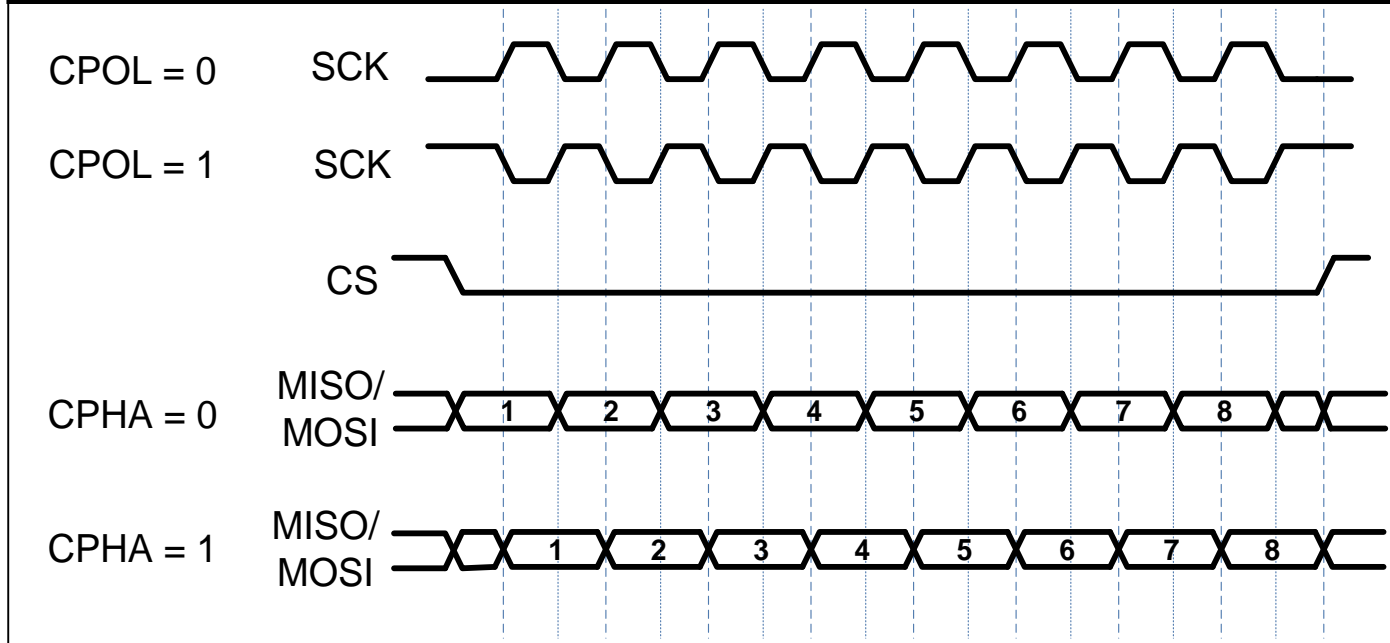 CPOL = 0 SCK
CPOL = 1 SCK
CS
CPHA = 0 MISO/
MOSI 1 2 3 4 5 6 7 8
CPHA = 1 MISO/
MOSI 1 2 3 4 5 6 7 8